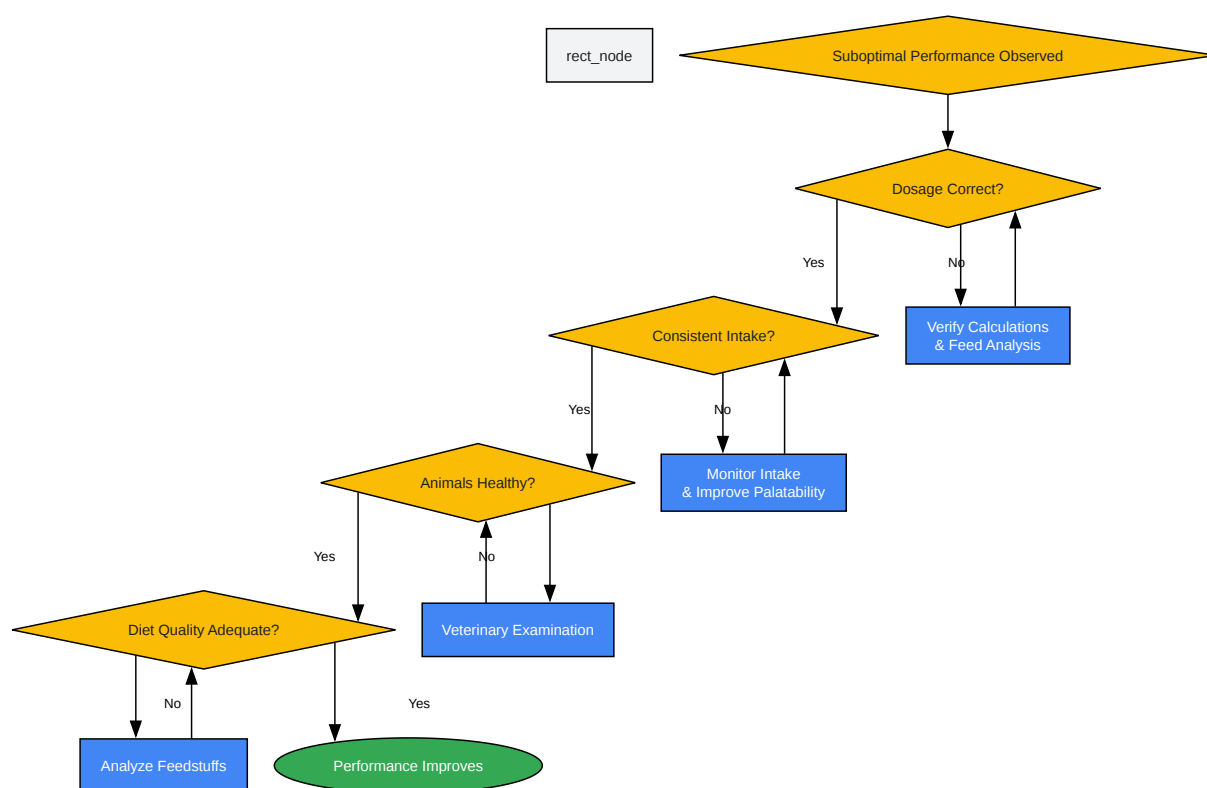 rect_node
Suboptimal Performance Observed
Dosage Correct?
Yes
No
Consistent Intake?
Verify Calculations
& Feed Analysis
Yes
No
Animals Healthy?
Monitor Intake
& Improve Palatability
Yes
No
Diet Quality Adequate?
Veterinary Examination
No
Yes
Analyze Feedstuffs
Performance Improves